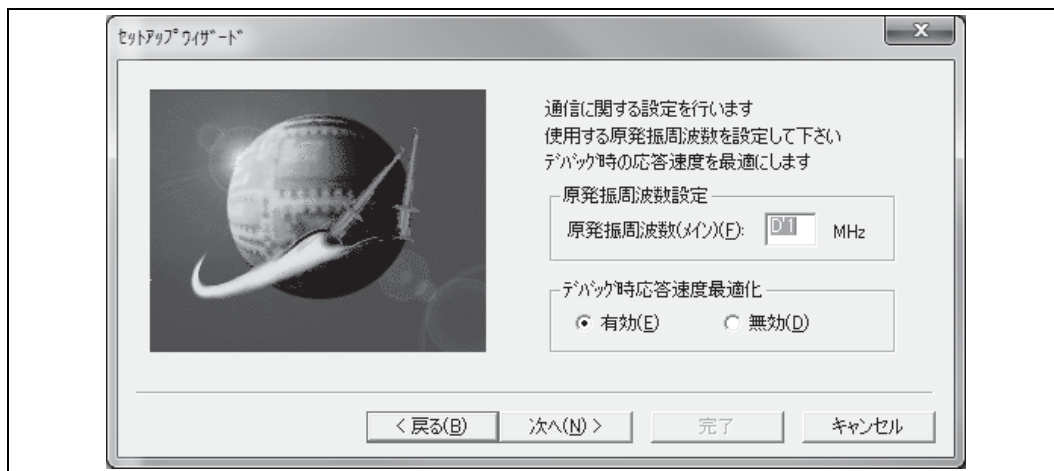 ｾｯﾄｱｯﾌﾟ ｳｨｻﾞｰﾄﾞ
通信に関する設定を行います
使用する原発振周波数を設定して下さい
ﾃﾞﾊﾞｯｸﾞ時の応答速度を最適にします
原発振周波数設定
原発振周波数(ﾒｲﾝ)(F): D'1 MHz
ﾃﾞﾊﾞｯｸﾞ時応答速度最適化
有効(E) 無効(D)
< 戻る(B) 次へ(N) > 完了 キャンセル